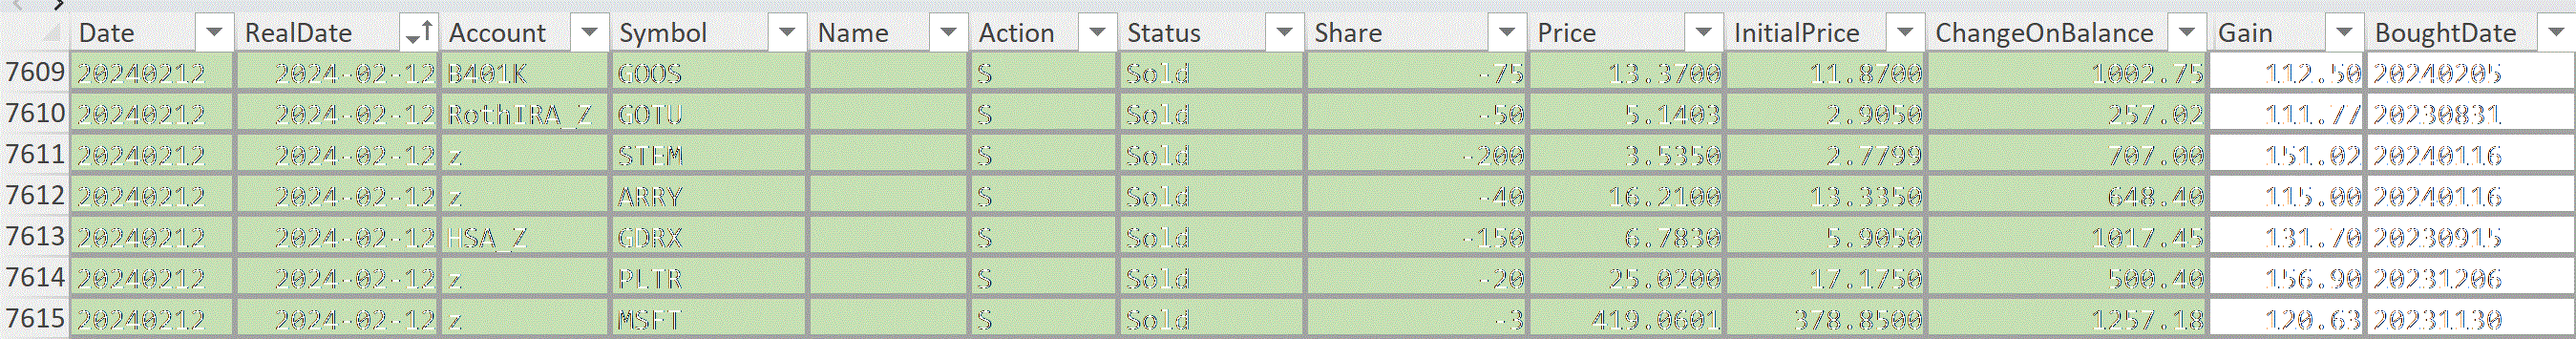 Date RealDate Account Symbol Name Action Status Share Price InitialPrice ChangeOnBalance Gain BoughtDate
7609 20240212 2024-02-12 B401K GOOS S Sold -75 13.3700 11.8700 1002.75 112.50 20240205
7610 20240212 2024-02-12 RothIRA_Z GOTU S Sold -50 5.1403 2.9050 257.02 111.77 20230831
7611 20240212 2024-02-12 z STEM S Sold -200 3.5350 2.7799 707.00 151.02 20240116
7612 20240212 2024-02-12 z ARRY S Sold -40 16.2100 13.3350 648.40 115.00 20240116
7613 20240212 2024-02-12 HSA_Z GDRX S Sold -150 6.7830 5.9050 1017.45 131.70 20230915
7614 20240212 2024-02-12 z PLTR S Sold -20 25.0200 17.1750 500.40 156.90 20231206
7615 20240212 2024-02-12 z MSFT S Sold -3 419.0601 378.8500 1257.18 120.63 20231130